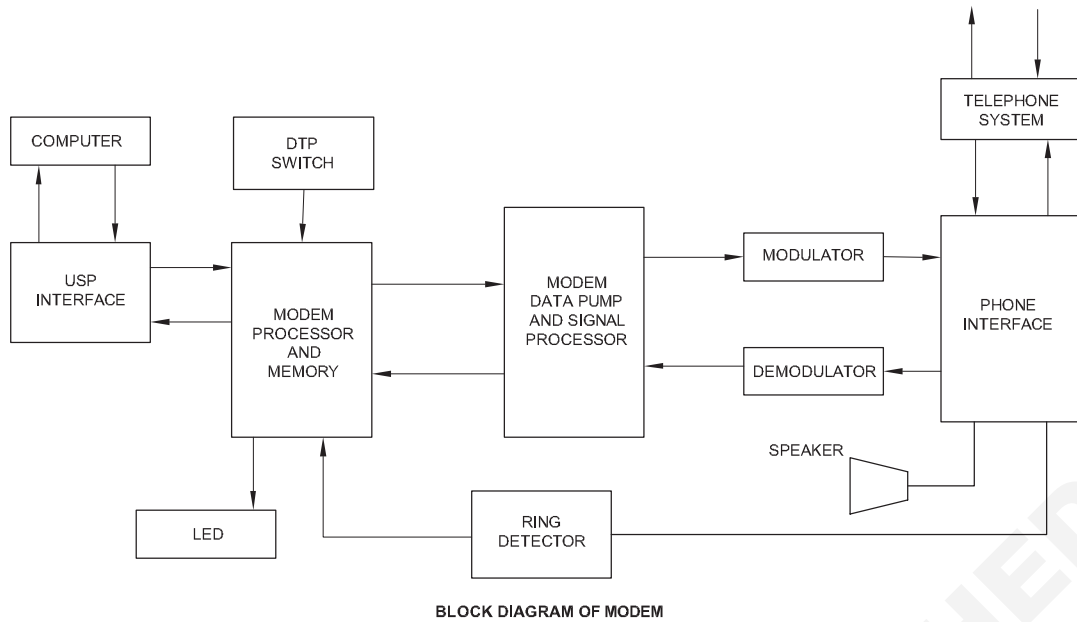 TELEPHONE
SYSTEM
COMPUTER
DTP
SWITCH
USP
INTERFACE
MODEM
PROCESSOR
AND
MEMORY
MODEM
DATA PUMP
AND SIGNAL
PROCESSOR
MODULATOR
DEMODULATOR
PHONE
INTERFACE
SPEAKER
LED
RING
DETECTOR
BLOCK DIAGRAM OF MODEM